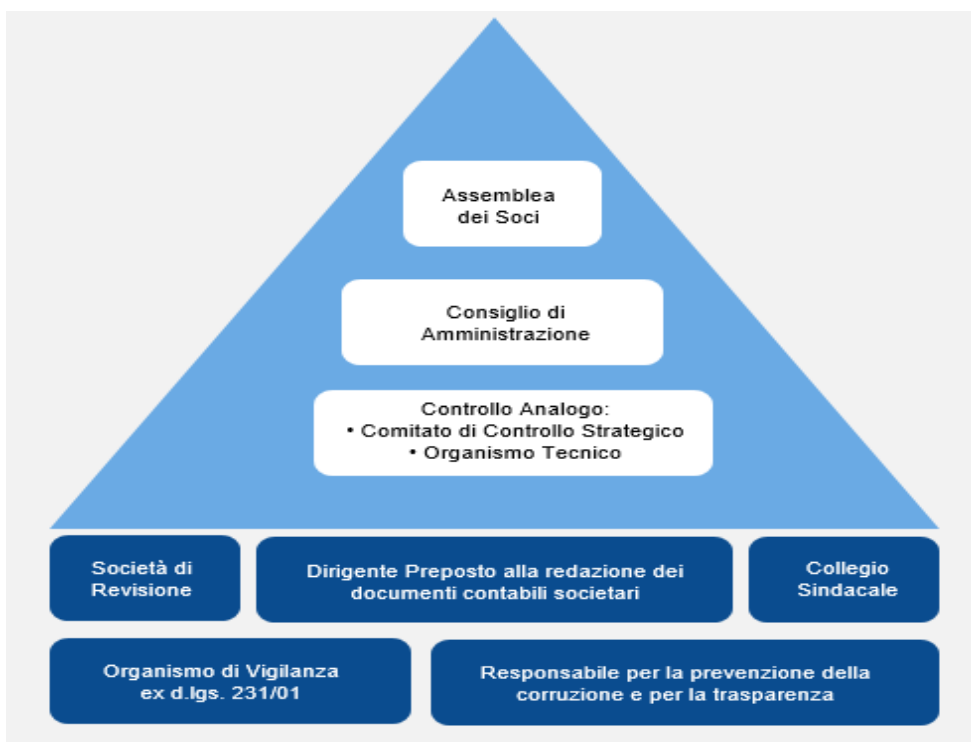 Assemblea
dei Soci
Consiglio di
Amministrazione
Controllo Analogo:
• Comitato di Controllo Strategico
• Organismo Tecnico
Società di
Revisione
Dirigente Preposto alla redazione dei
documenti contabili societari
Collegio
Sindacale
Organismo di Vigilanza
ex d.lgs. 231/01
Responsabile per la prevenzione della
corruzione e per la trasparenza